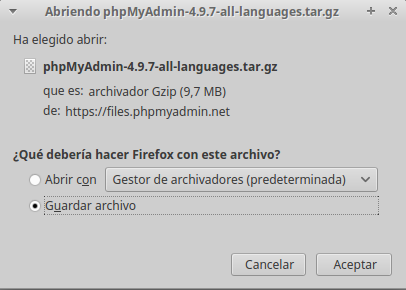 Abriendo phpMyAdmin-4.9.7-all-languages.tar.gz
Ha elegido abrir:
phpMyAdmin-4.9.7-all-languages.tar.gz
que es: archivador Gzip (9,7 MB)
de: https://files.phpmyadmin.net
¿Qué debería hacer Firefox con este archivo?
Abrir con Gestor de archivadores (predeterminada)
Guardar archivo
Cancelar Aceptar